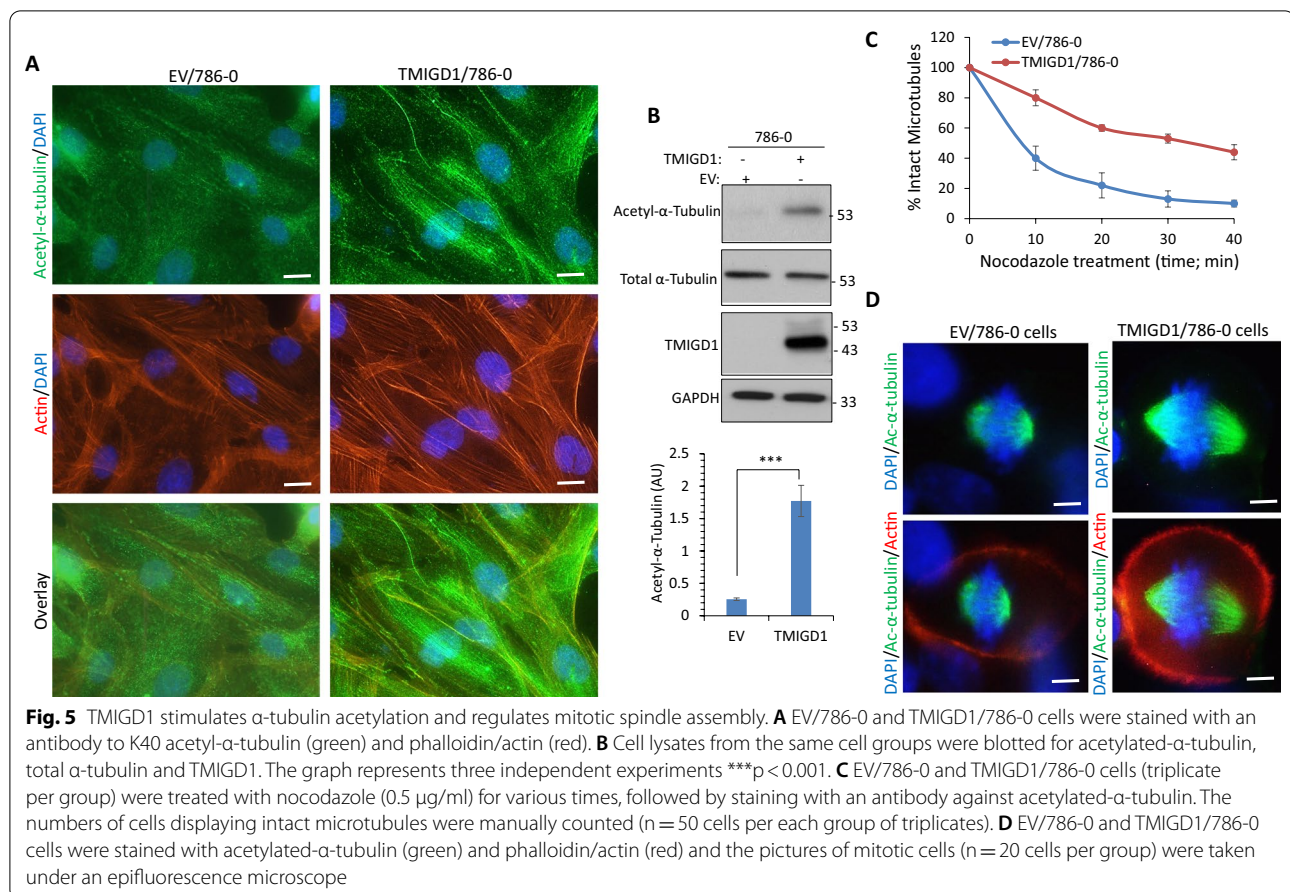 A
EV/786-0
TMIGD1/786-0
Acetyl-α-tubulin/DAPI
Actin/DAPI
Overlay
B
786-0
TMIGD1: - +
EV: + -
Acetyl-α-Tubulin
- 53
Total α-Tubulin
- 53
TMIGD1
- 53
- 43
GAPDH
- 33
Acetyl-α-Tubulin (AU)
2.5
2
1.5
1
0.5
0
***
EV
TMIGD1
C
EV/786-0
TMIGD1/786-0
% Intact Microtubules
120
100
80
60
40
20
0
0 10 20 30 40
Nocodazole treatment (time; min)
D
EV/786-0 cells
TMIGD1/786-0 cells
DAPI/Ac-α-tubulin
DAPI/Ac-α-tubulin
DAPI/Ac-α-tubulin/Actin
DAPI/Ac-α-tubulin/Actin
Fig. 5 TMIGD1 stimulates α-tubulin acetylation and regulates mitotic spindle assembly. A EV/786-0 and TMIGD1/786-0 cells were stained with an
antibody to K40 acetyl-α-tubulin (green) and phalloidin/actin (red). B Cell lysates from the same cell groups were blotted for acetylated-α-tubulin,
total α-tubulin and TMIGD1. The graph represents three independent experiments ***p < 0.001. C EV/786-0 and TMIGD1/786-0 cells (triplicate
per group) were treated with nocodazole (0.5 μg/ml) for various times, followed by staining with an antibody against acetylated-α-tubulin. The
numbers of cells displaying intact microtubules were manually counted (n = 50 cells per each group of triplicates). D EV/786-0 and TMIGD1/786-0
cells were stained with acetylated-α-tubulin (green) and phalloidin/actin (red) and the pictures of mitotic cells (n = 20 cells per group) were taken
under an epifluorescence microscope